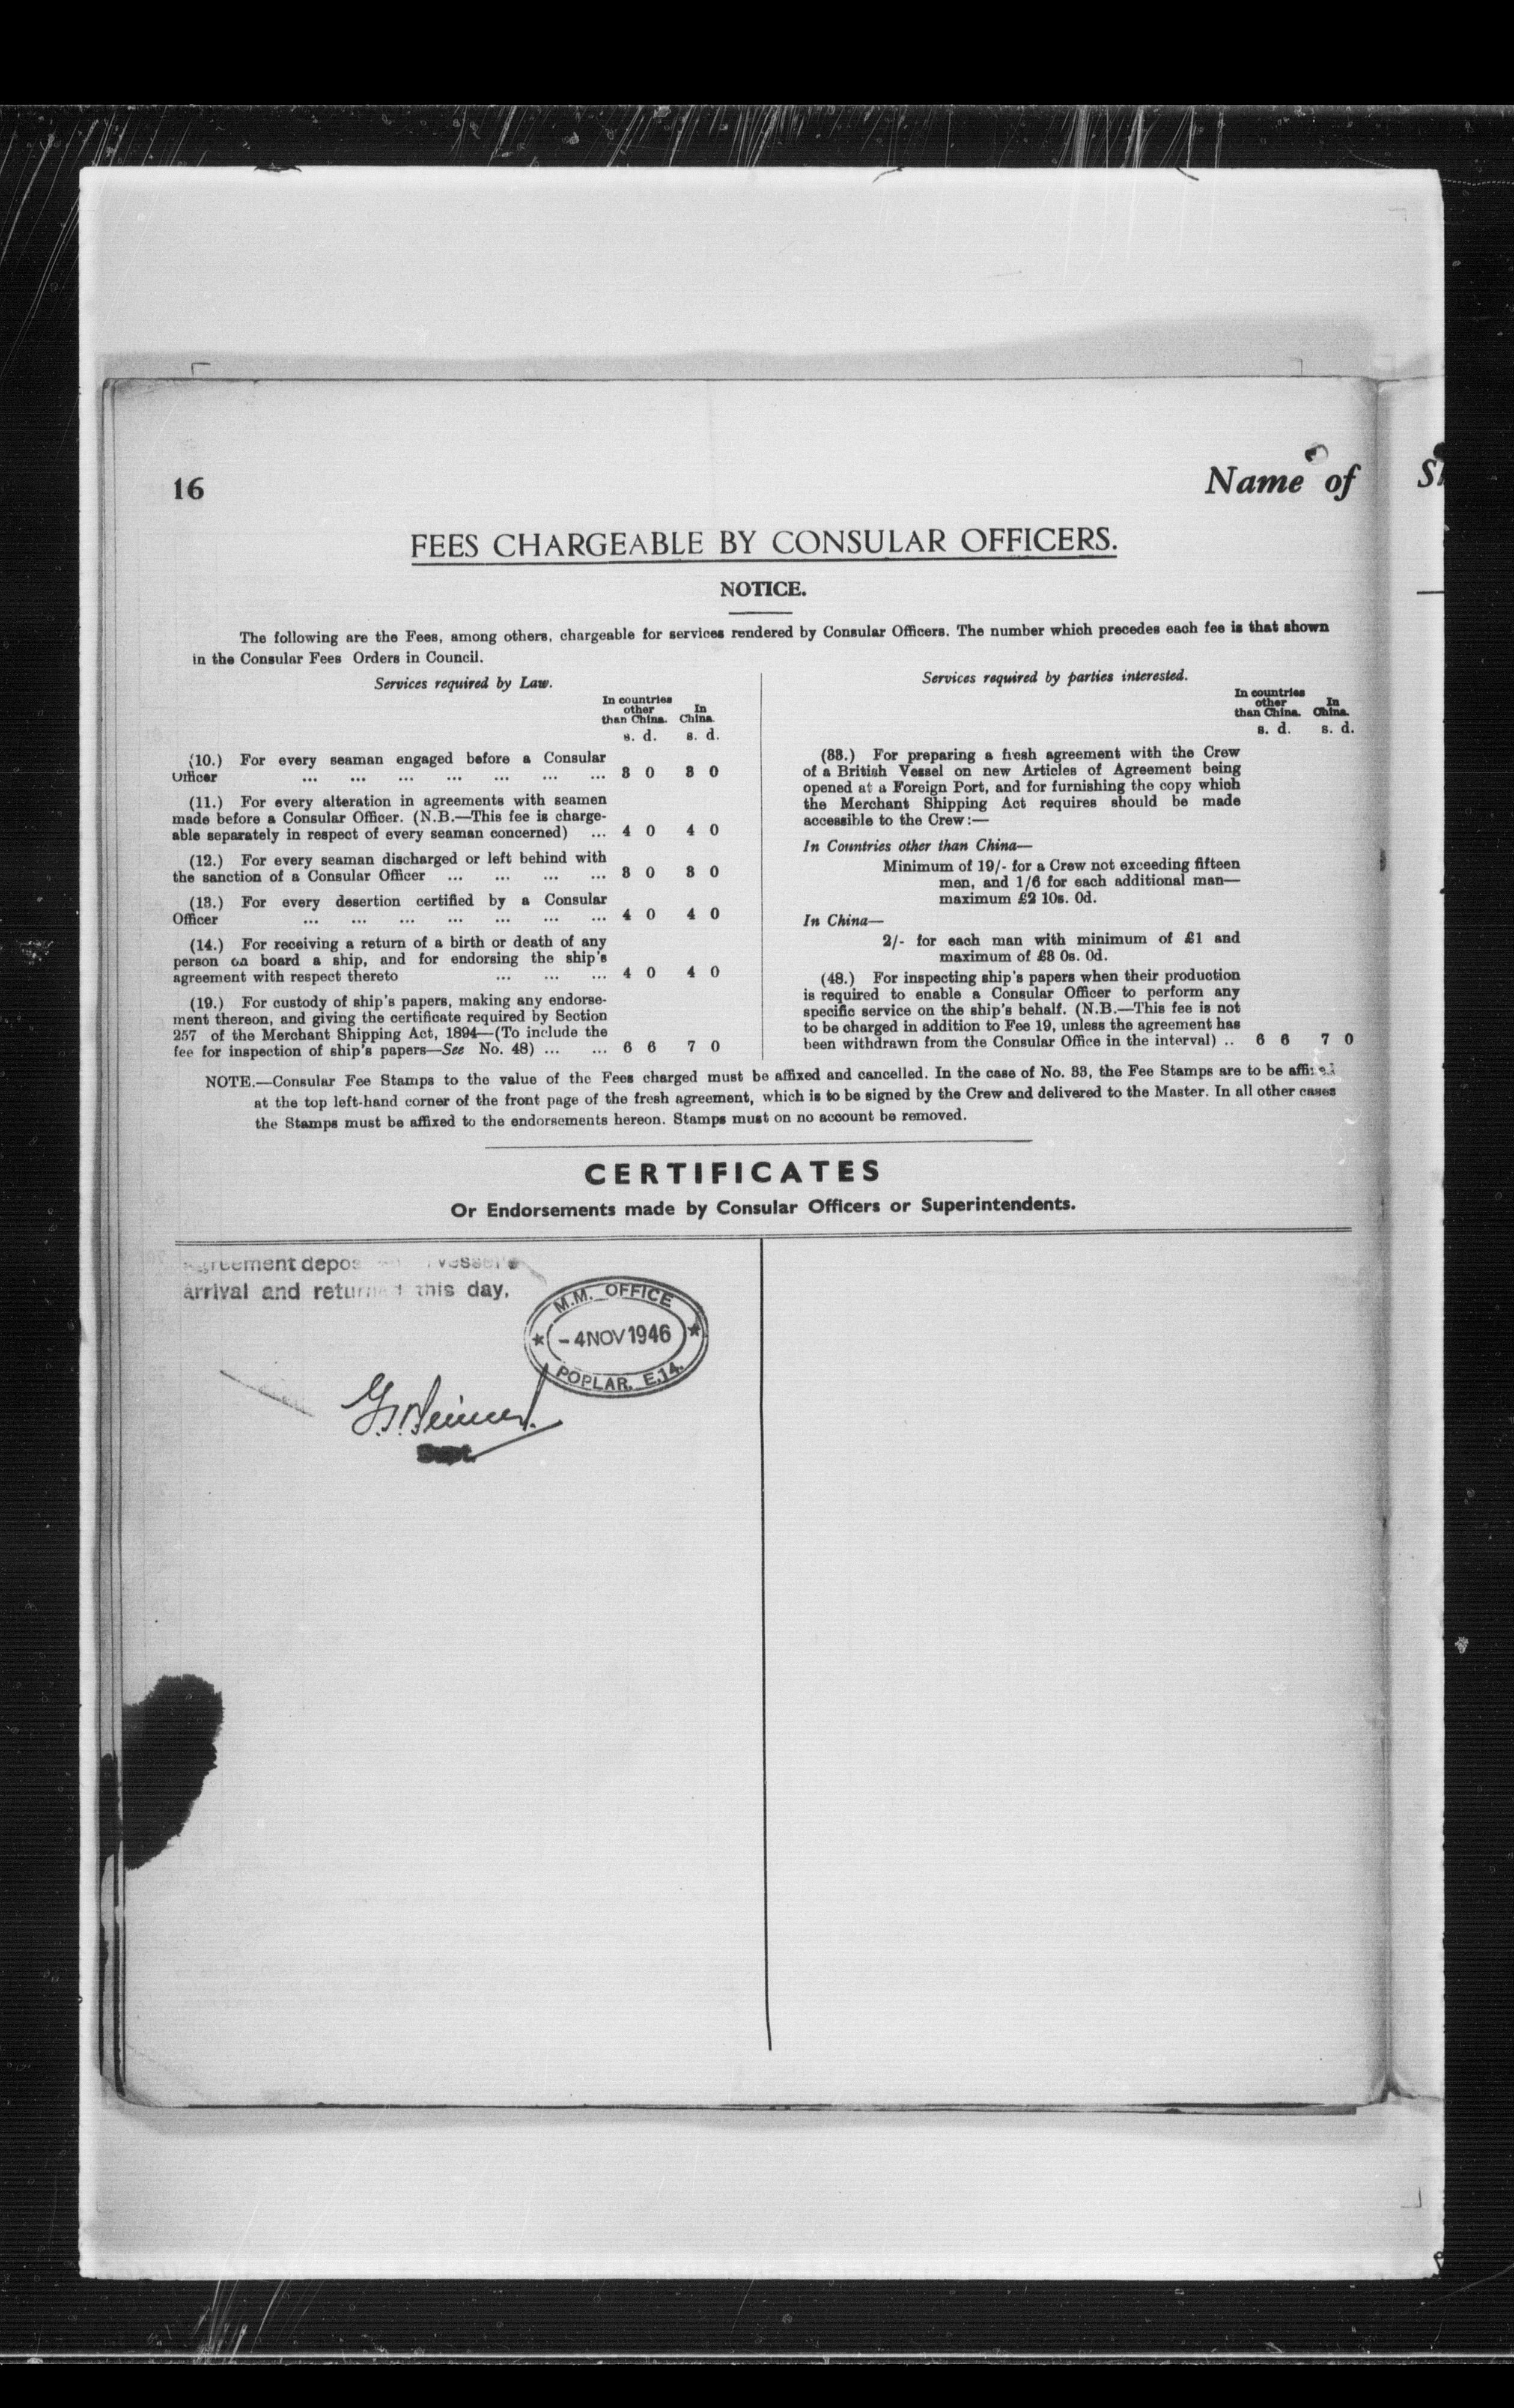 16
Name of
FEES CHARGEABLE BY CONSULAR OFFICERS.
NOTICE.
The following are the Fees, among others, chargeable for services rendered by Consular Officers. The number which precedes each fee is that shown
in the Consular Fees Orders in Council.
Services required by Law.
In countries
other
than China.
In
China.
s. d. s. d.
(10.) For every seaman engaged before a Consular
Officer ... ... ... ... ... ... ... 3 0 3 0
(11.) For every alteration in agreements with seamen
made before a Consular Officer. (N.B.—This fee is charge-
able separately in respect of every seaman concerned) ... 4 0 4 0
(12.) For every seaman discharged or left behind with
the sanction of a Consular Officer ... ... ... ... 3 0 3 0
(13.) For every desertion certified by a Consular
Officer ... ... ... ... ... ... ... 4 0 4 0
(14.) For receiving a return of a birth or death of any
person on board a ship, and for endorsing the ship's
agreement with respect thereto ... ... ... 4 0 4 0
(19.) For custody of ship's papers, making any endorse-
ment thereon, and giving the certificate required by Section
257 of the Merchant Shipping Act, 1894—(To include the
fee for inspection of ship's papers—See No. 48) ... ... 6 6 7 0
Services required by parties interested.
In countries
other
than China.
In
China.
s. d. s. d.
(33.) For preparing a fresh agreement with the Crew
of a British Vessel on new Articles of Agreement being
opened at a Foreign Port, and for furnishing the copy which
the Merchant Shipping Act requires should be made
accessible to the Crew:—
In Countries other than China—
Minimum of 19/- for a Crew not exceeding fifteen
men, and 1/6 for each additional man—
maximum £2 10s. 0d.
In China—
2/- for each man with minimum of £1 and
maximum of £3 0s. 0d.
(48.) For inspecting ship's papers when their production
is required to enable a Consular Officer to perform any
specific service on the ship's behalf. (N.B.—This fee is not
to be charged in addition to Fee 19, unless the agreement has
been withdrawn from the Consular Office in the interval) .. 6 6 7 0
NOTE.—Consular Fee Stamps to the value of the Fees charged must be affixed and cancelled. In the case of No. 33, the Fee Stamps are to be affixed
at the top left-hand corner of the front page of the fresh agreement, which is to be signed by the Crew and delivered to the Master. In all other cases
the Stamps must be affixed to the endorsements hereon. Stamps must on no account be removed.
CERTIFICATES
Or Endorsements made by Consular Officers or Superintendents.
agreement depos vessel's
arrival and returned this day.
M.M. OFFICE
- 4 NOV 1946
POPLAR. E.14.
Supt.